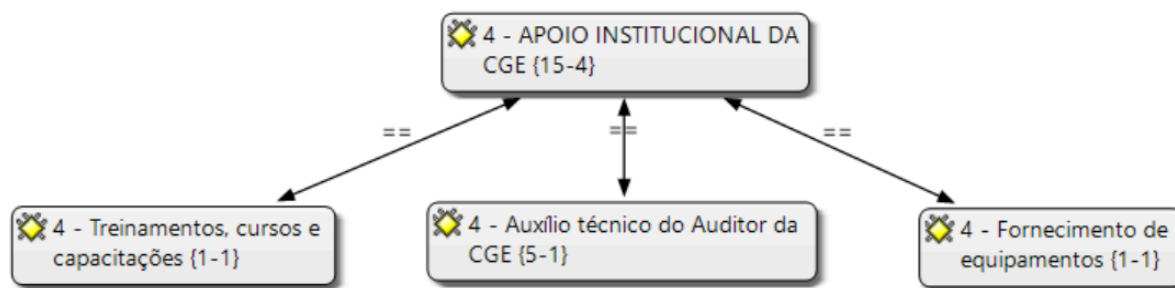 4 - APOIO INSTITUCIONAL DA
CGE {15-4}
==
==
==
4 - Treinamentos, cursos e
capacitações {1-1}
4 - Auxílio técnico do Auditor da
CGE {5-1}
4 - Fornecimento de
equipamentos {1-1}